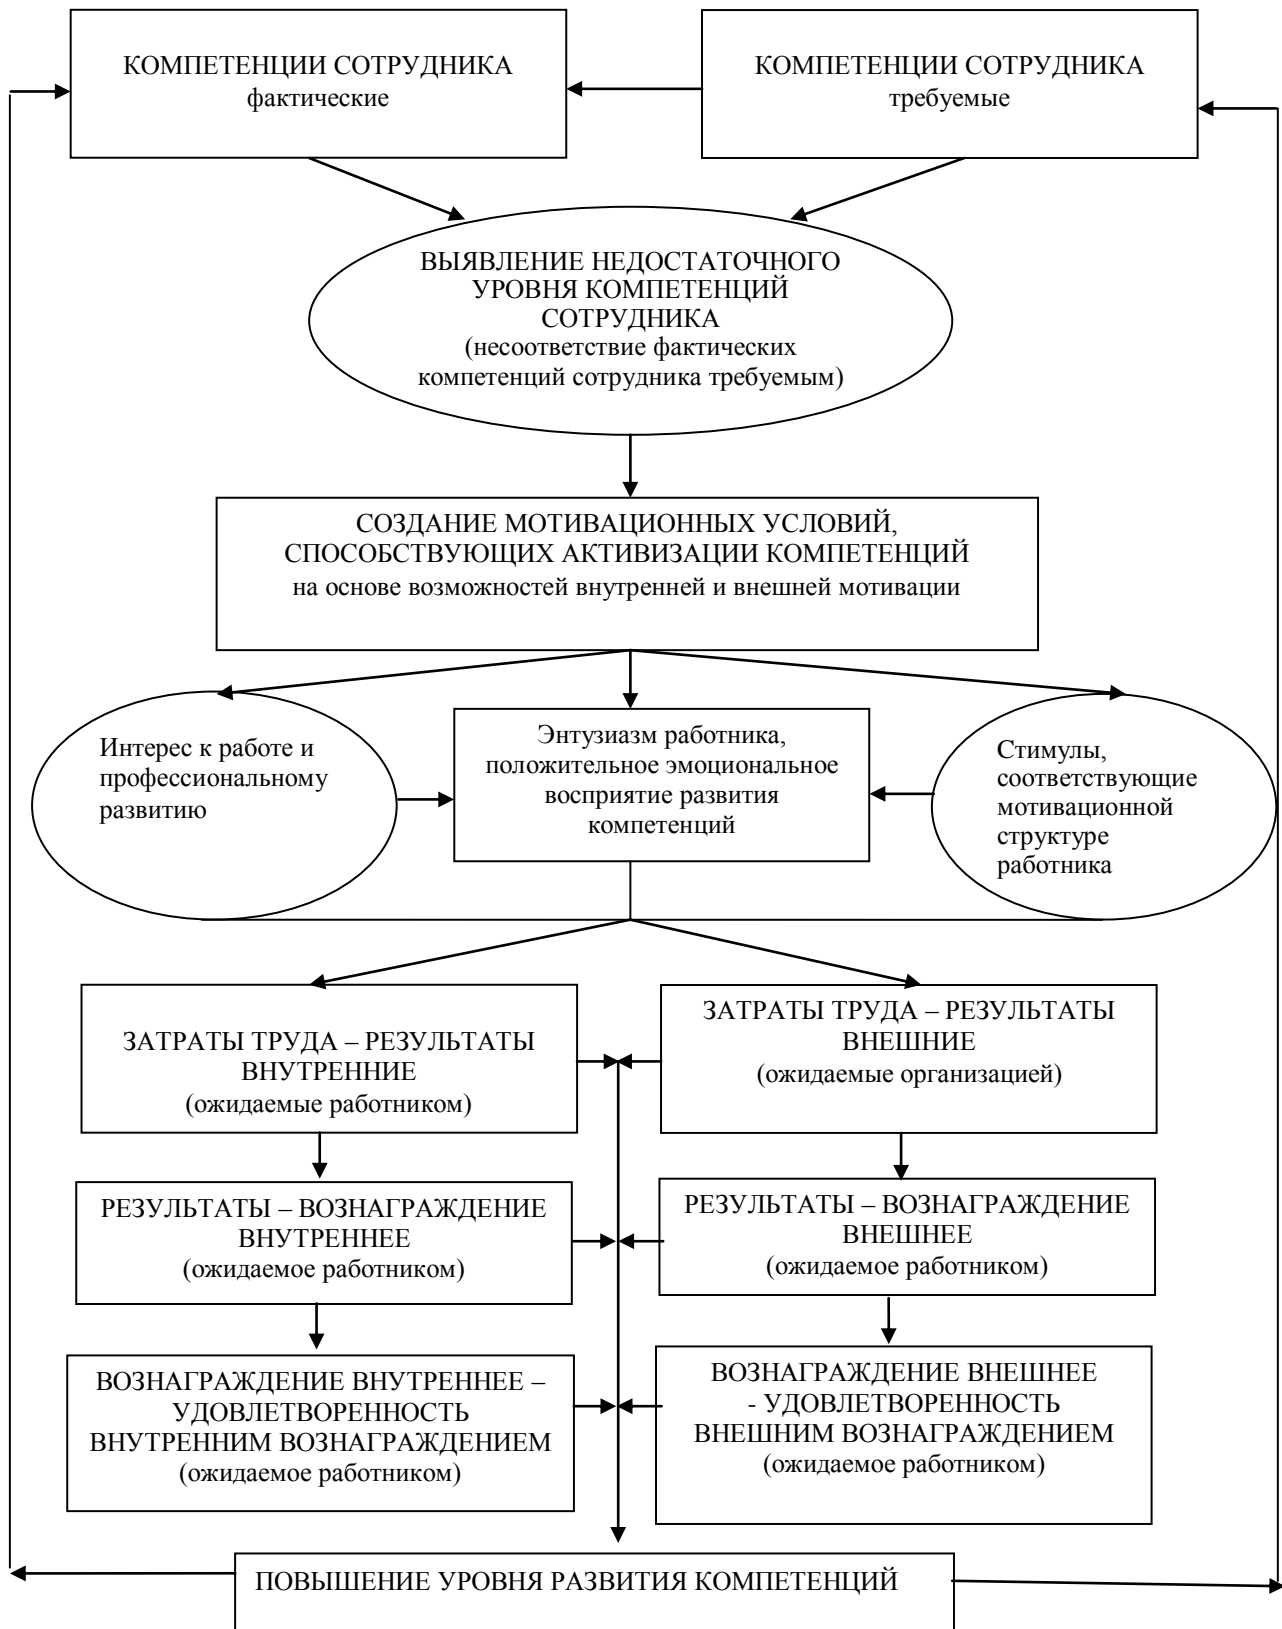 КОМПЕТЕНЦИИ СОТРУДНИКА
фактические
КОМПЕТЕНЦИИ СОТРУДНИКА
требуемые
ВЫЯВЛЕНИЕ НЕДОСТАТОЧНОГО
УРОВНЯ КОМПЕТЕНЦИЙ
СОТРУДНИКА
(несоответствие фактических
компетенций сотрудника требуемым)
СОЗДАНИЕ МОТИВАЦИОННЫХ УСЛОВИЙ,
СПОСОБСТВУЮЩИХ АКТИВИЗАЦИИ КОМПЕТЕНЦИЙ
на основе возможностей внутренней и внешней мотивации
Интерес к работе и
профессиональному
развитию
Энтузиазм работника,
положительное эмоциональное
восприятие развития
компетенций
Стимулы,
соответствующие
мотивационной
структуре
работника
ЗАТРАТЫ ТРУДА – РЕЗУЛЬТАТЫ
ВНУТРЕННИЕ
(ожидаемые работником)
ЗАТРАТЫ ТРУДА – РЕЗУЛЬТАТЫ
ВНЕШНИЕ
(ожидаемые организацией)
РЕЗУЛЬТАТЫ – ВОЗНАГРАЖДЕНИЕ
ВНУТРЕННЕЕ
(ожидаемое работником)
РЕЗУЛЬТАТЫ – ВОЗНАГРАЖДЕНИЕ
ВНЕШНЕЕ
(ожидаемое работником)
ВОЗНАГРАЖДЕНИЕ ВНУТРЕННЕЕ –
УДОВЛЕТВОРЕННОСТЬ
ВНУТРЕННИМ ВОЗНАГРАЖДЕНИЕМ
(ожидаемое работником)
ВОЗНАГРАЖДЕНИЕ ВНЕШНЕЕ
- УДОВЛЕТВОРЕННОСТЬ
ВНЕШНИМ ВОЗНАГРАЖДЕНИЕМ
(ожидаемое работником)
ПОВЫШЕНИЕ УРОВНЯ РАЗВИТИЯ КОМПЕТЕНЦИЙ